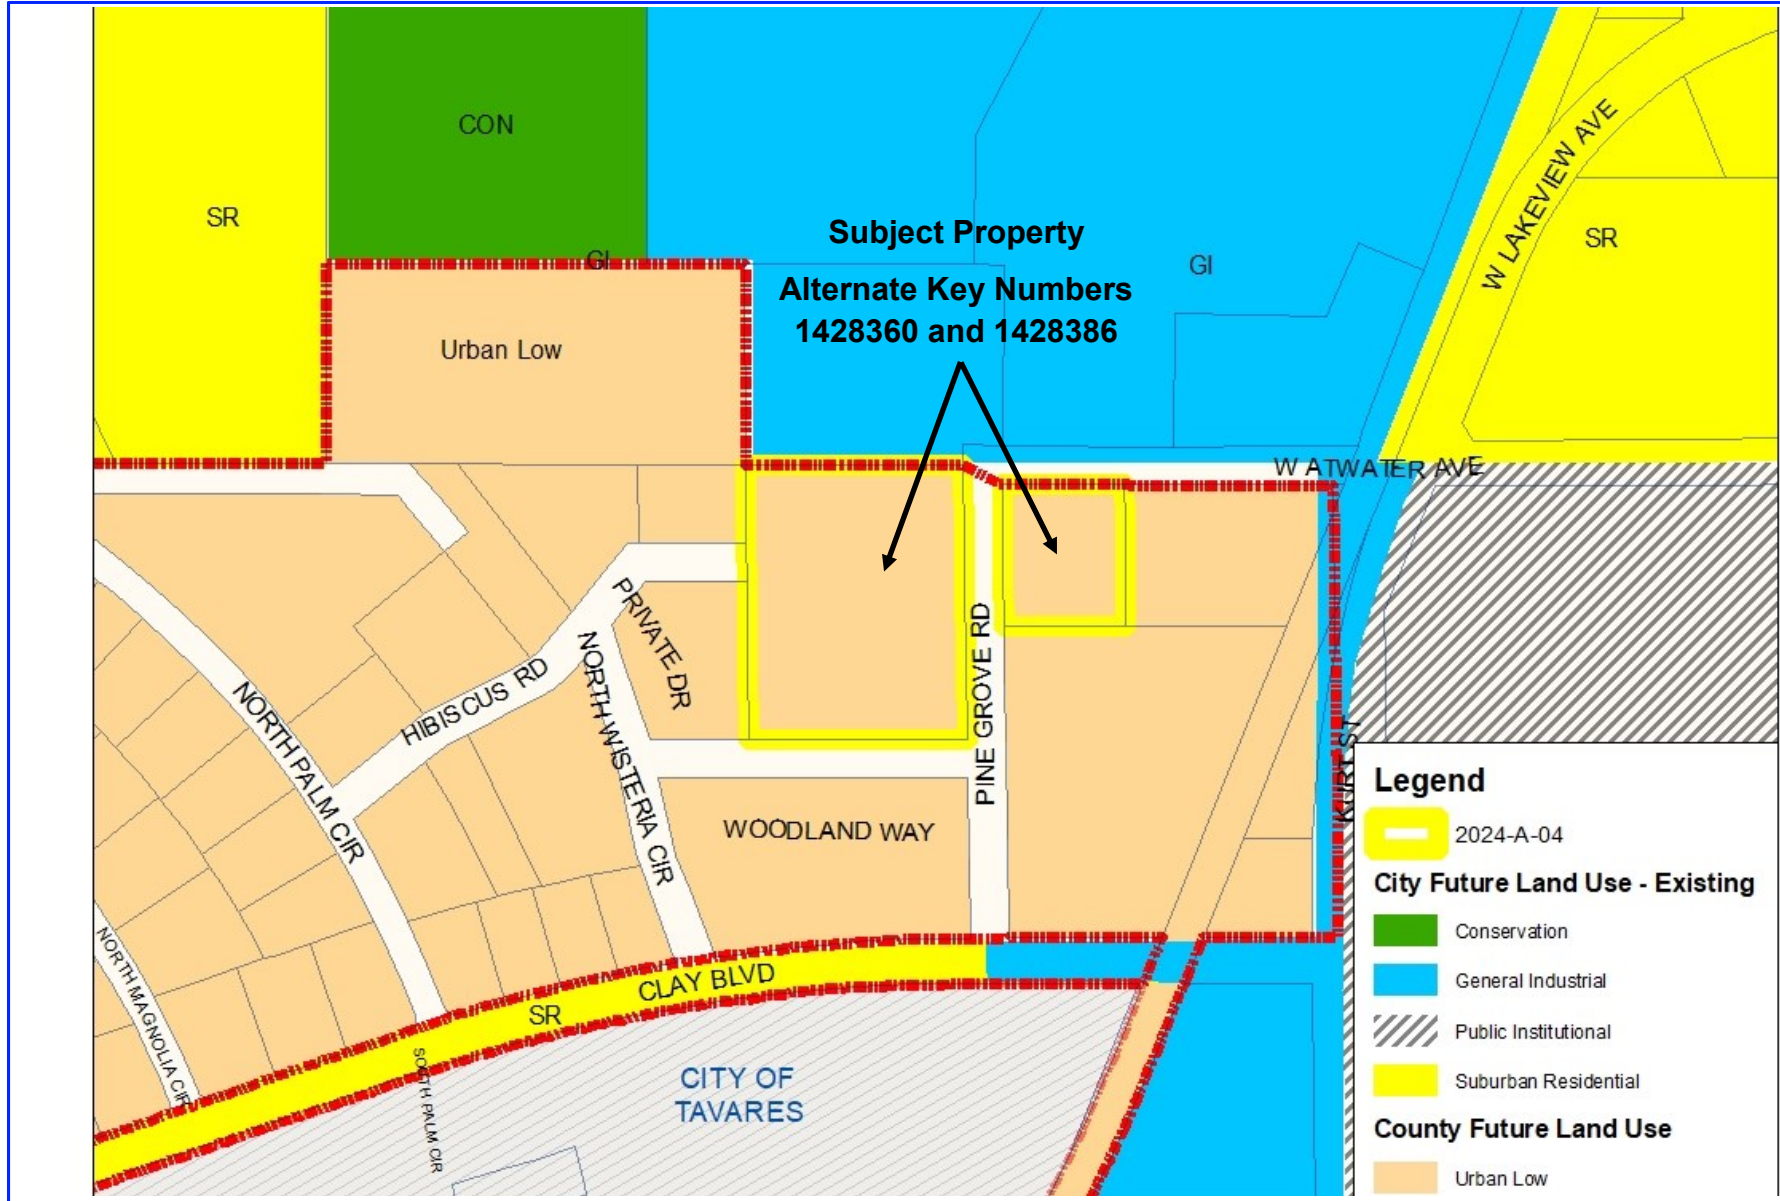 CON
SR
GI
Urban Low
Subject Property
Alternate Key Numbers
1428360 and 1428386
GI
W LAKEVIEW AVE
SR
W ATWATER AVE
PRIVATE DR
HIBISCUS RD
NORTH WISTERIA CIR
NORTH PALM CIR
PINE GROVE RD
WOODLAND WAY
KURT ST
NORTH MAGNOLIA CIR
CLAY BLVD
SR
SOUTH PALM CIR
CITY OF
TAVARES
Legend
2024-A-04
City Future Land Use - Existing
Conservation
General Industrial
Public Institutional
Suburban Residential
County Future Land Use
Urban Low